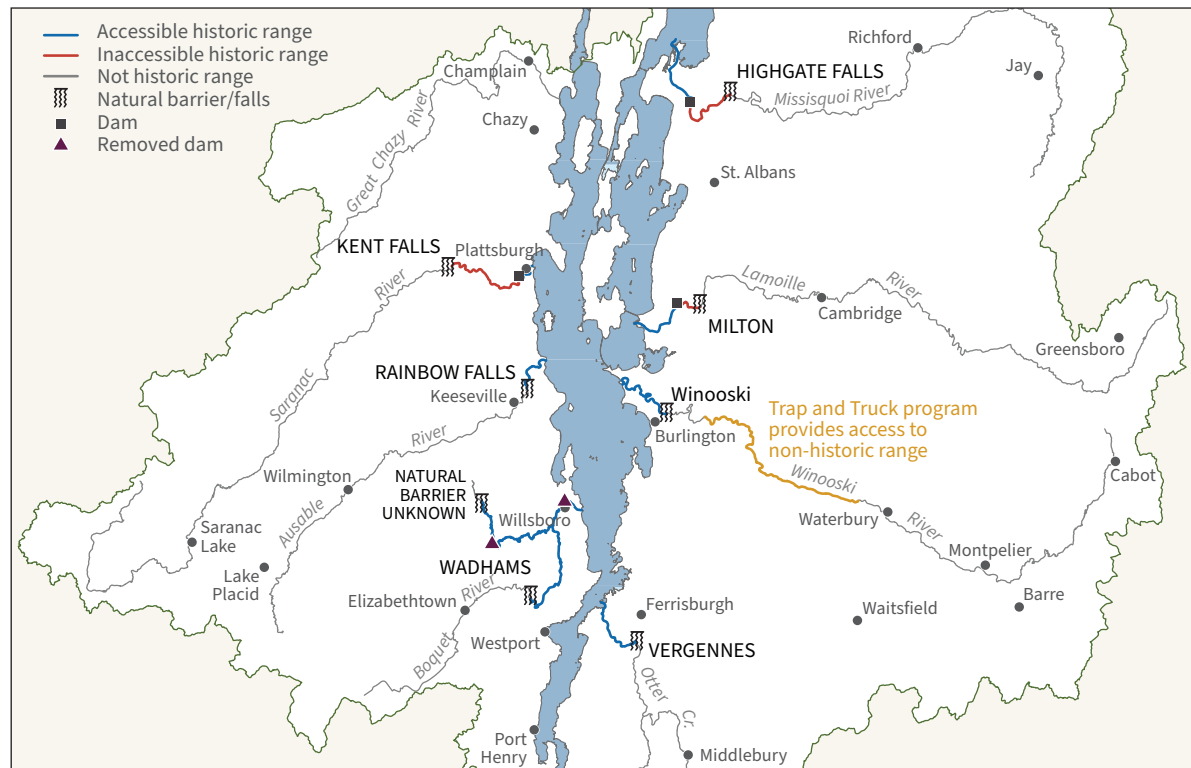 Accessible historic range
Inaccessible historic range
Not historic range
Natural barrier/falls
Dam
Removed dam
Champlain
Great Chazy River
Chazy
Richford
Jay
HIGHGATE FALLS
Missisquoi River
St. Albans
KENT FALLS
Plattsburgh
Saranac River
Lamoille River
Cambridge
MILTON
Greensboro
RAINBOW FALLS
Keeseville
Winooski
Burlington
Trap and Truck program
provides access to
non-historic range
Winooski River
Cabot
Ausable River
Wilmington
NATURAL
BARRIER
UNKNOWN
Willsboro
Waterbury
Saranac
Lake
Lake
Placid
WADHAMS
Montpelier
Elizabethtown
Boquet River
Westport
Ferrisburgh
Waitsfield
Barre
VERGENNES
Otter Cr.
Port
Henry
Middlebury